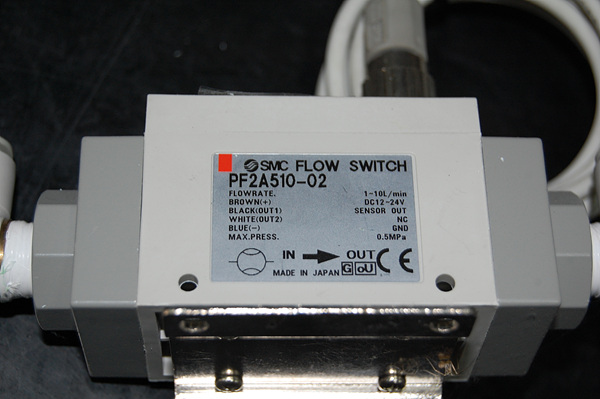 SMC FLOW SWITCH
PF2A510-02
FLOWRATE. 1-10L/min
BROWN(+) DC12-24V
BLACK(OUT1) SENSOR OUT
WHITE(OUT2) NC
BLUE(-) GND
MAX.PRESS. 0.5MPa
IN OUT CE
MADE IN JAPAN